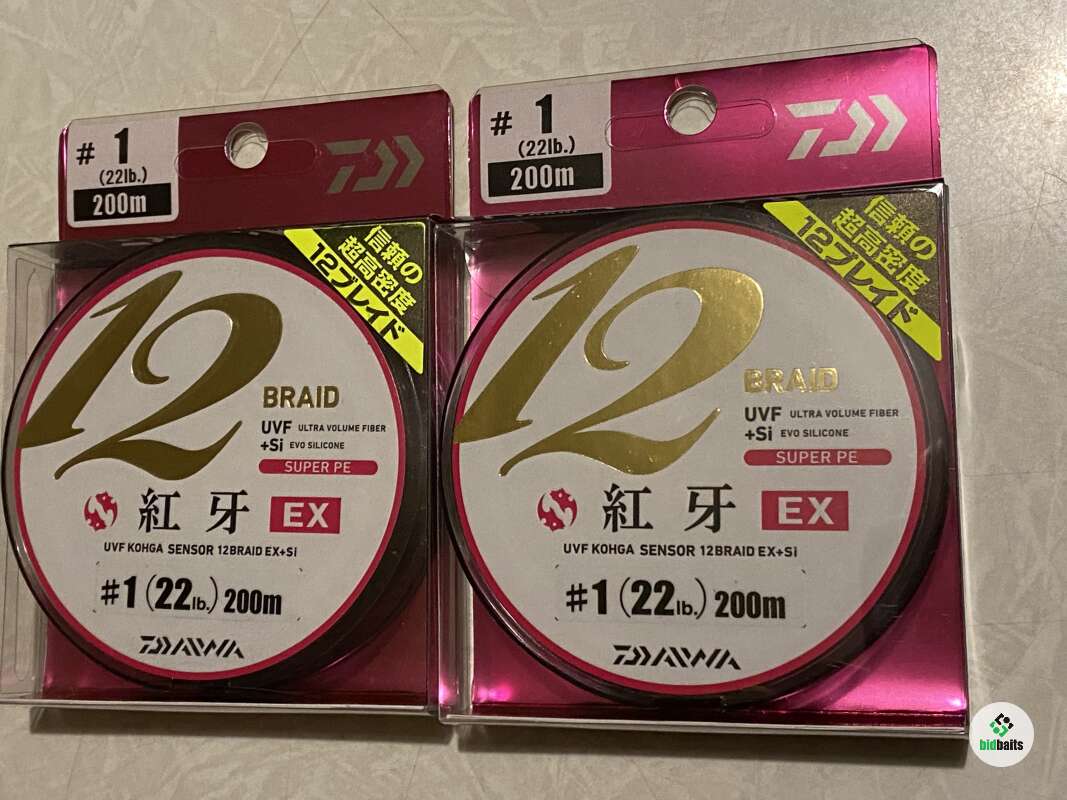 # 1
(22lb.)
200m
信頼の
超高密度
12ブレイド
12
BRAID
UVF ULTRA VOLUME FIBER
+Si EVO SILICONE
SUPER PE
紅牙 EX
UVF KOHGA SENSOR 12BRAID EX+Si
#1(22lb.)200m
DAIWA
# 1
(22lb.)
200m
信頼の
超高密度
12ブレイド
12
BRAID
UVF ULTRA VOLUME FIBER
+Si EVO SILICONE
SUPER PE
紅牙 EX
UVF KOHGA SENSOR 12BRAID EX+Si
#1(22lb.)200m
DAIWA
bidbaits